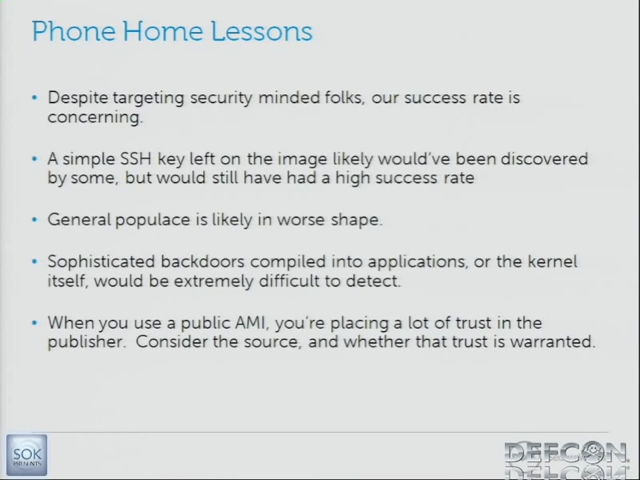 Phone Home Lessons
• Despite targeting security minded folks, our success rate is
concerning.
• A simple SSH key left on the image likely would've been discovered
by some, but would still have had a high success rate
• General populace is likely in worse shape.
• Sophisticated backdoors compiled into applications, or the kernel
itself, would be extremely difficult to detect.
• When you use a public AMI, you're placing a lot of trust in the
publisher.  Consider the source, and whether that trust is warranted.
SOK
PRESENTS
DEFCON